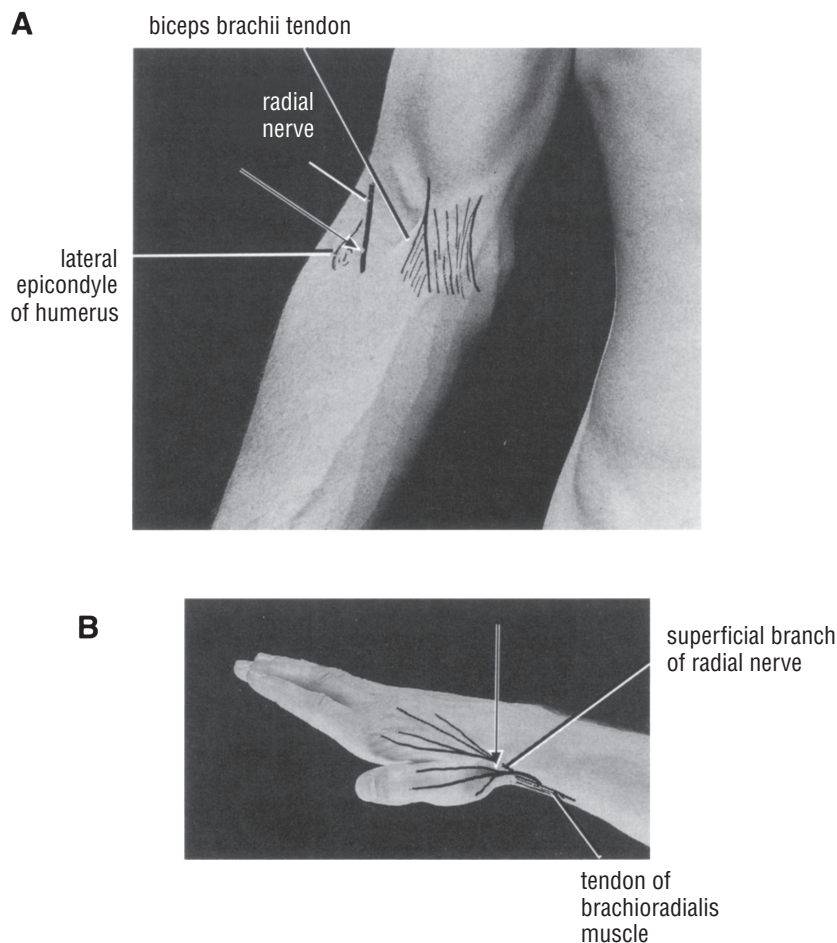 A
biceps brachii tendon
radial
nerve
lateral
epicondyle
of humerus
B
superficial branch
of radial nerve
tendon of
brachioradialis
muscle